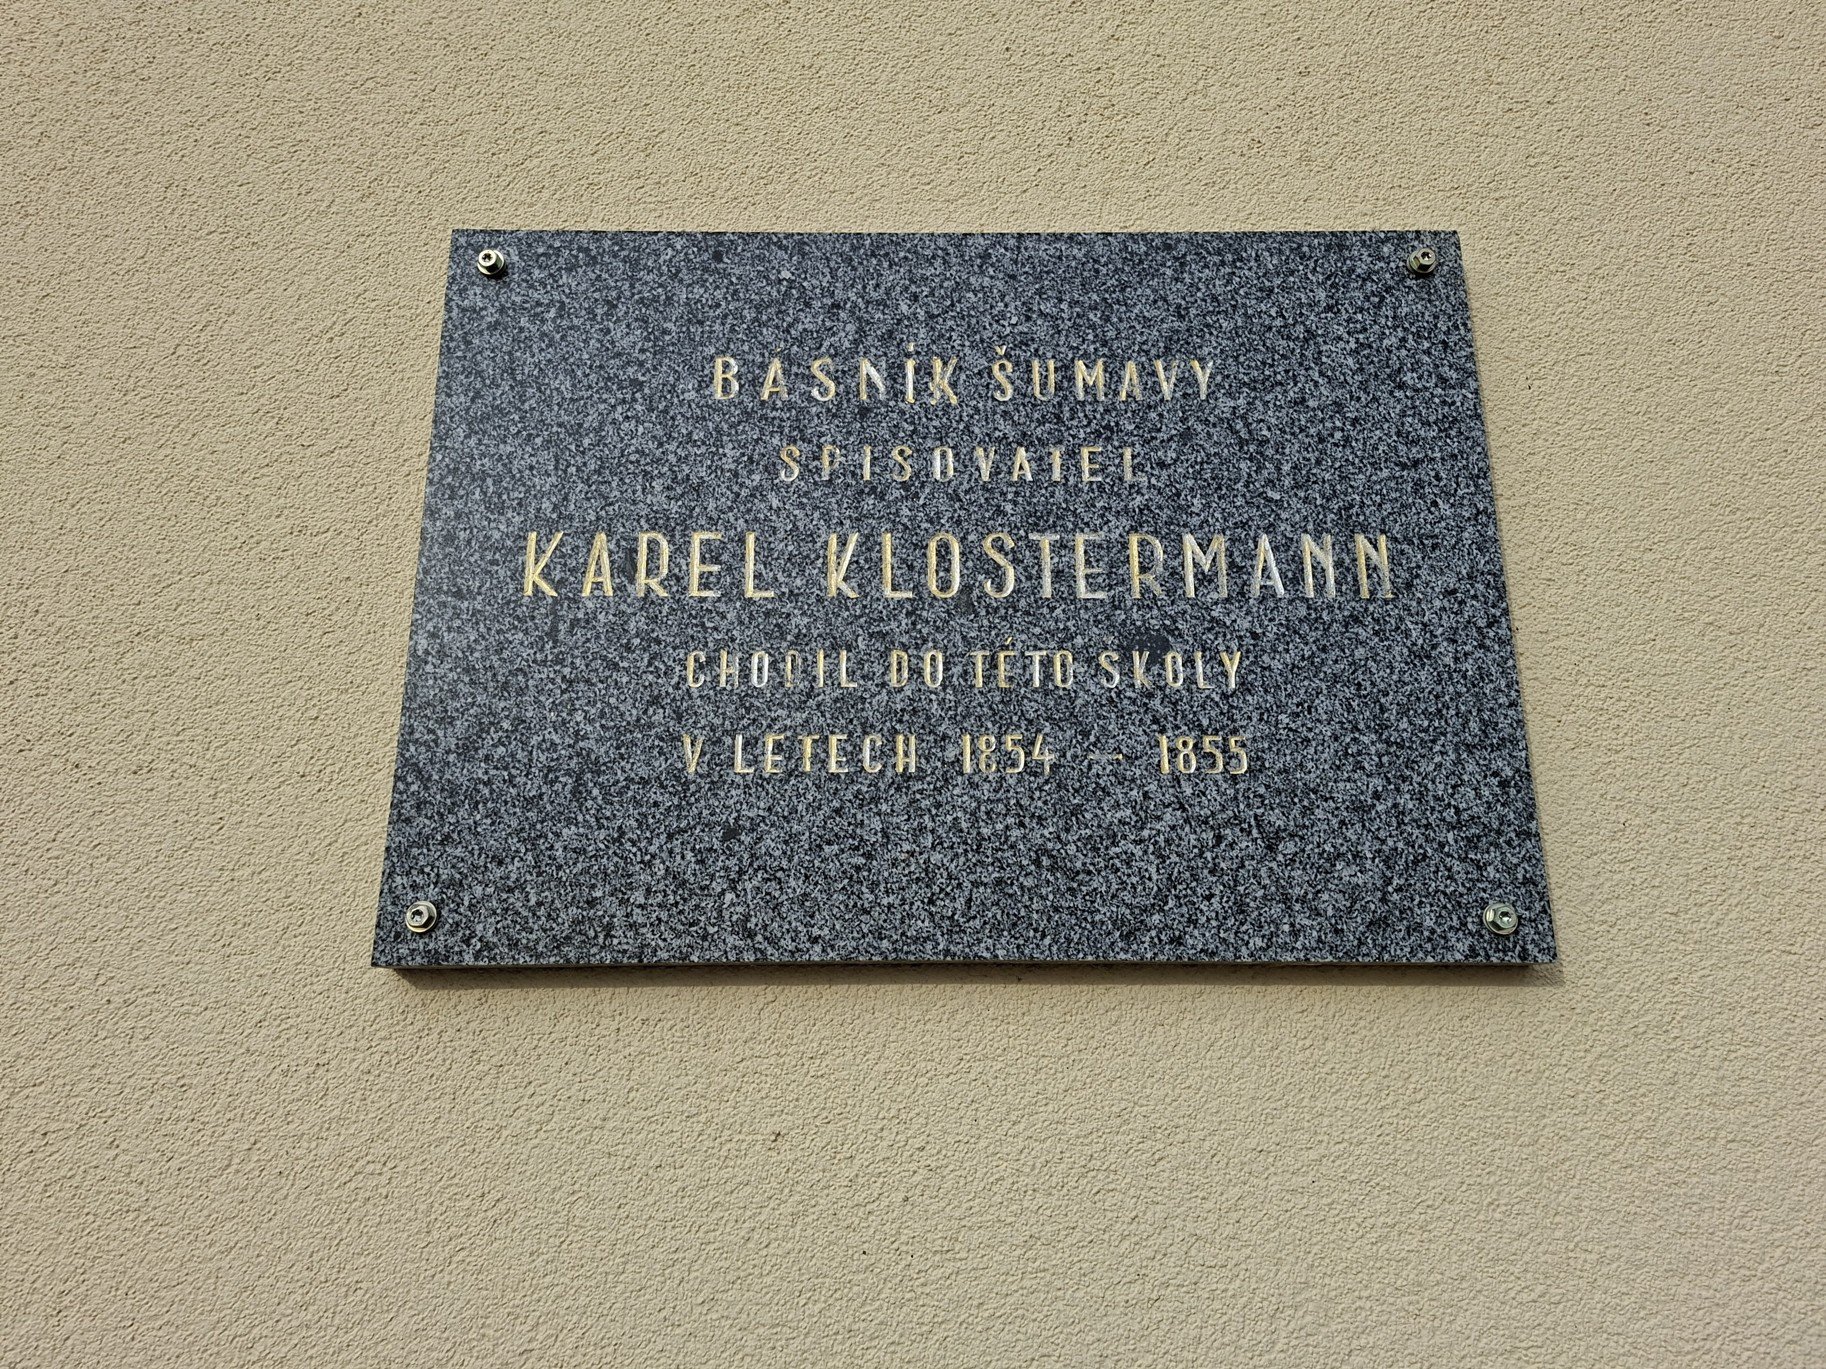 BÁSNÍK ŠUMAVY
SPISOVATEL
KAREL KLOSTERMANN
CHODIL DO TÉTO ŠKOLY
V LETECH 1854 - 1855